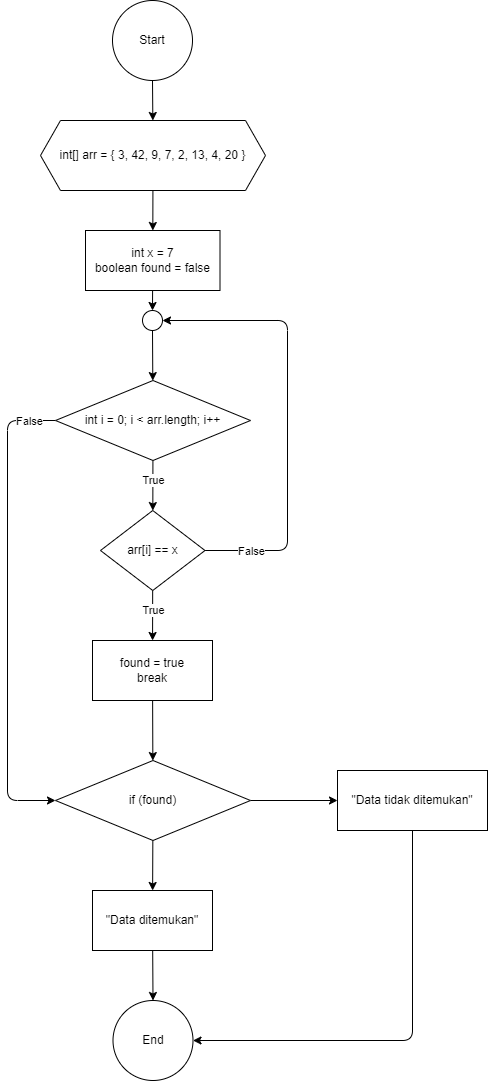 Start
int[] arr = { 3, 42, 9, 7, 2, 13, 4, 20 }
int x = 7
boolean found = false
int i = 0; i < arr.length; i++
False
True
arr[i] == x
False
True
found = true
break
if (found)
"Data tidak ditemukan"
"Data ditemukan"
End